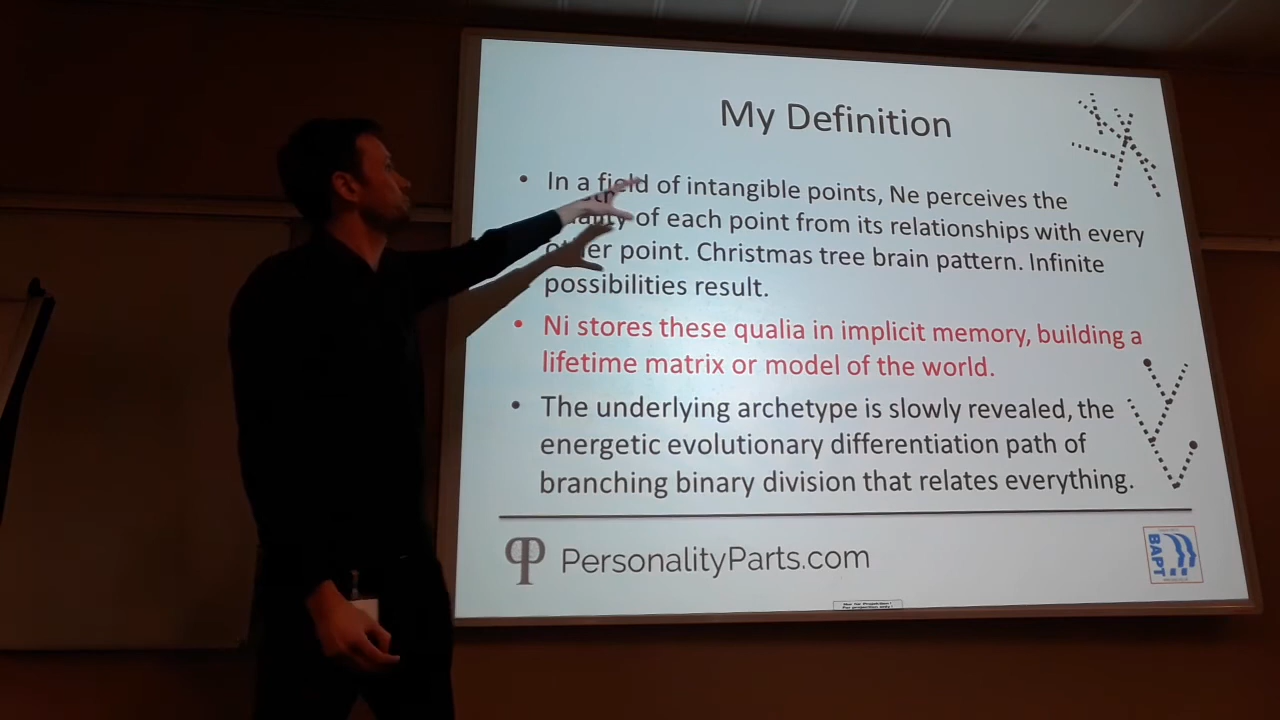 My Definition
• In a field of intangible points, Ne perceives the
of each point from its relationships with every
other point. Christmas tree brain pattern. Infinite
possibilities result.
• Ni stores these qualia in implicit memory, building a
lifetime matrix or model of the world.
• The underlying archetype is slowly revealed, the
energetic evolutionary differentiation path of
branching binary division that relates everything.
PersonalityParts.com
BAPT